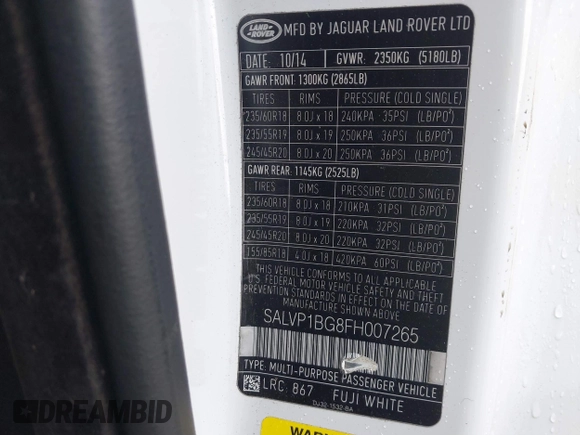 LAND ROVER
MFD BY JAGUAR LAND ROVER LTD
DATE: 10/14 GVWR: 2350KG (5180LB)
GAWR FRONT: 1300KG (2865LB)
TIRES RIMS PRESSURE (COLD SINGLE)
235/60R18 8.0J x 18 240KPA 35PSI (LB/PO²)
235/55R19 8.0J x 19 250KPA 36PSI (LB/PO²)
245/45R20 8.0J x 20 250KPA 36PSI (LB/PO²)
GAWR REAR: 1145KG (2525LB)
TIRES RIMS PRESSURE (COLD SINGLE)
235/60R18 8.0J x 18 210KPA 31PSI (LB/PO²)
235/55R19 8.0J x 19 220KPA 32PSI (LB/PO²)
245/45R20 8.0J x 20 220KPA 32PSI (LB/PO²)
155/85R18 4.0J x 18 420KPA 60PSI (LB/PO²)
THIS VEHICLE CONFORMS TO ALL APPLICABLE
U.S. FEDERAL MOTOR VEHICLE SAFETY AND THEFT
PREVENTION STANDARDS IN EFFECT ON THE DATE OF
MANUFACTURE SHOWN ABOVE.
SALVP1BG8FH007265
TYPE: MULTI-PURPOSE PASSENGER VEHICLE
LRC: 867 FUJI WHITE
DJ32-1532-BA
DREAMBID